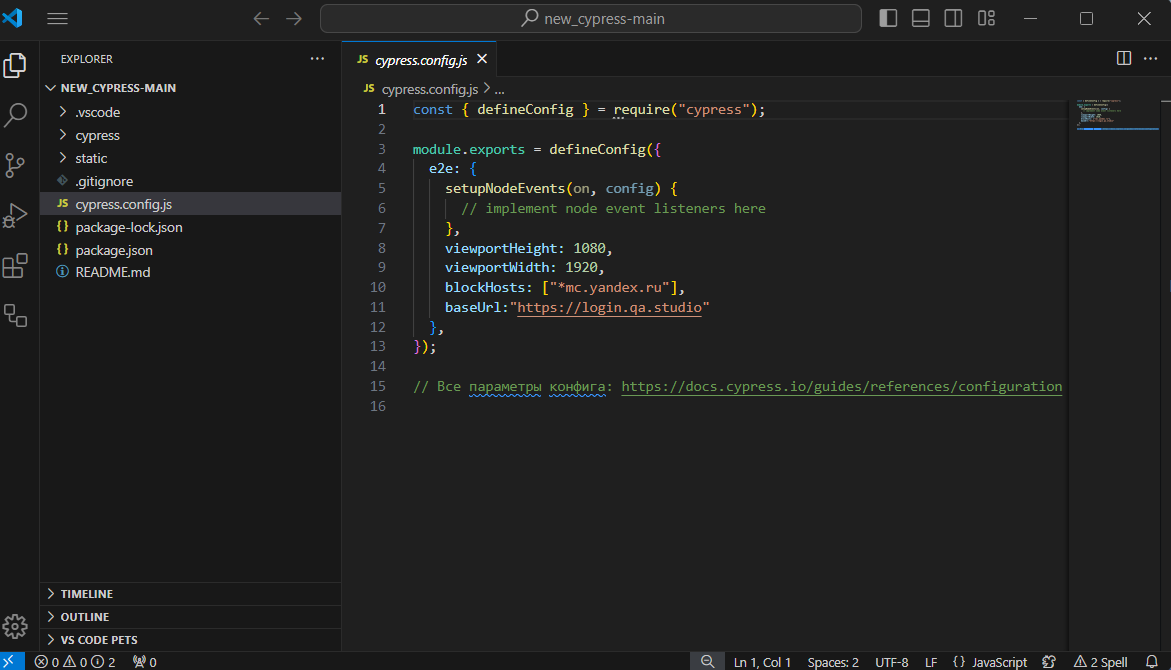 new_cypress-main
EXPLORER
NEW_CYPRESS-MAIN
.vscode
cypress
static
.gitignore
JS cypress.config.js
{} package-lock.json
{} package.json
README.md
TIMELINE
OUTLINE
VS CODE PETS
JS cypress.config.js
JS cypress.config.js > ...
1 const { defineConfig } = require("cypress");
2
3 module.exports = defineConfig({
4 e2e: {
5 setupNodeEvents(on, config) {
6 // implement node event listeners here
7 },
8 viewportHeight: 1080,
9 viewportWidth: 1920,
10 blockHosts: ["*mc.yandex.ru"],
11 baseUrl:"https://login.qa.studio"
12 },
13 });
14
15 // Все параметры конфига: https://docs.cypress.io/guides/references/configuration
16
0 0 2 0 Ln 1, Col 1 Spaces: 2 UTF-8 LF {} JavaScript 2 Spell